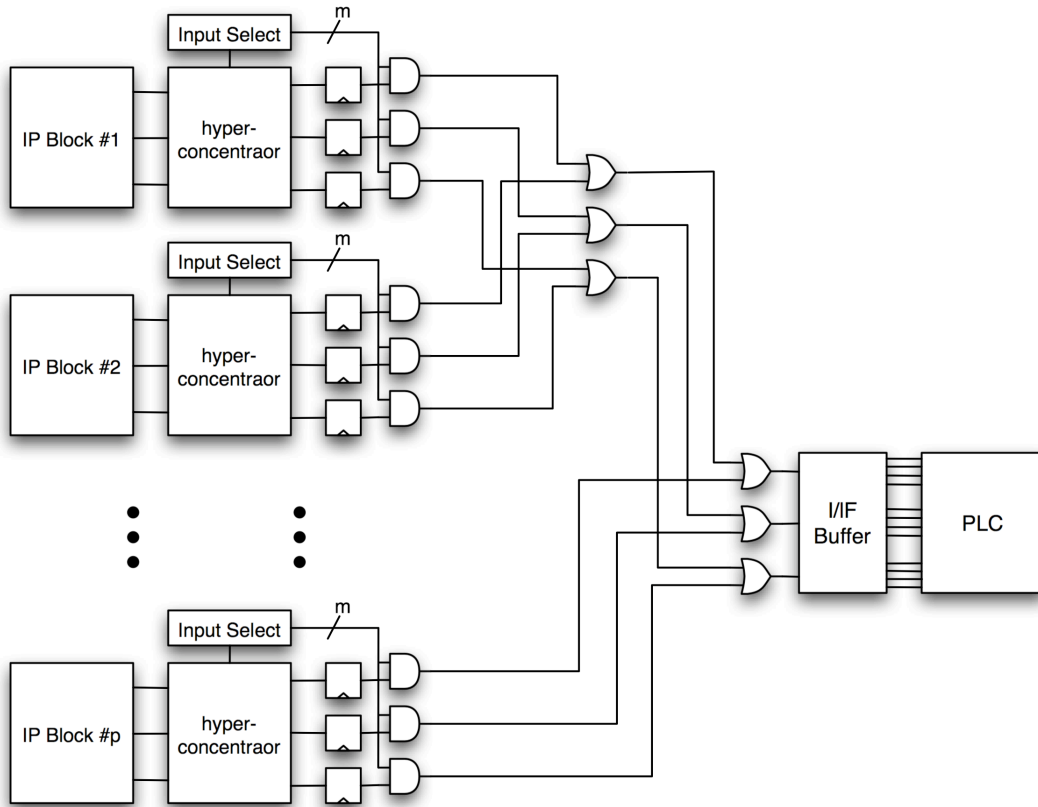 m
Input Select
IP Block #1
hyper-
concentraor
m
Input Select
IP Block #2
hyper-
concentraor
I/IF
Buffer
PLC
m
Input Select
IP Block #p
hyper-
concentraor